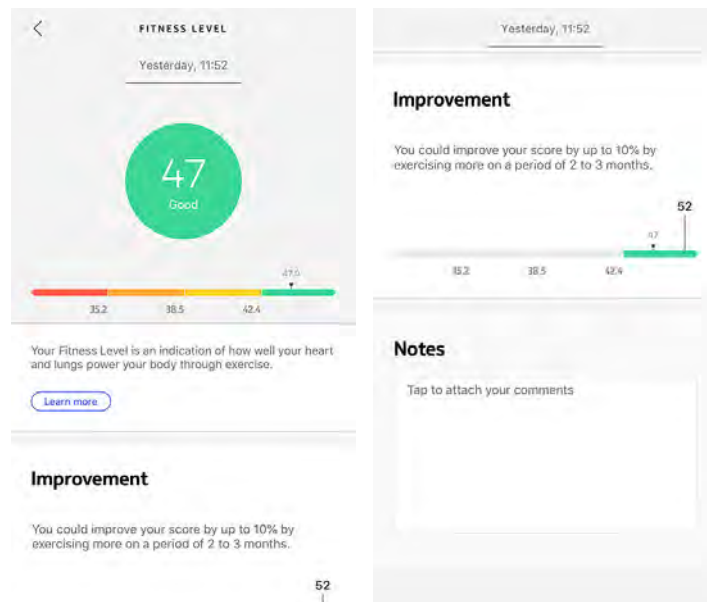 FITNESS LEVEL
Yesterday, 11:52
47
Good
47.0
35.2 38.5 42.4
Your Fitness Level is an indication of how well your heart
and lungs power your body through exercise.
Learn more
Improvement
You could improve your score by up to 10% by
exercising more on a period of 2 to 3 months.
52
Yesterday, 11:52
Improvement
You could improve your score by up to 10% by
exercising more on a period of 2 to 3 months.
52
47
35.2 38.5 42.4
Notes
Tap to attach your comments